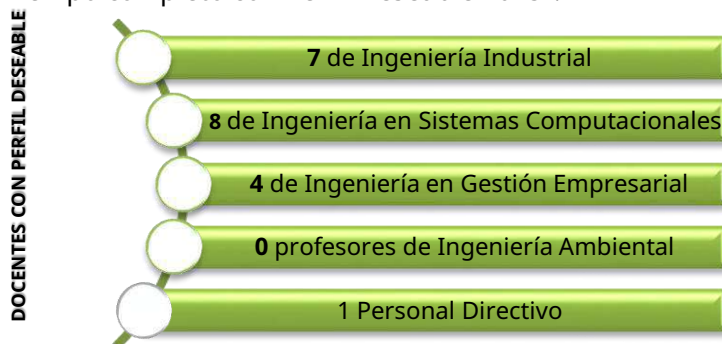 DOCENTES CON PERFIL DESEABLE
7 de Ingeniería Industrial
8 de Ingeniería en Sistemas Computacionales
4 de Ingeniería en Gestión Empresarial
0 profesores de Ingeniería Ambiental
1 Personal Directivo